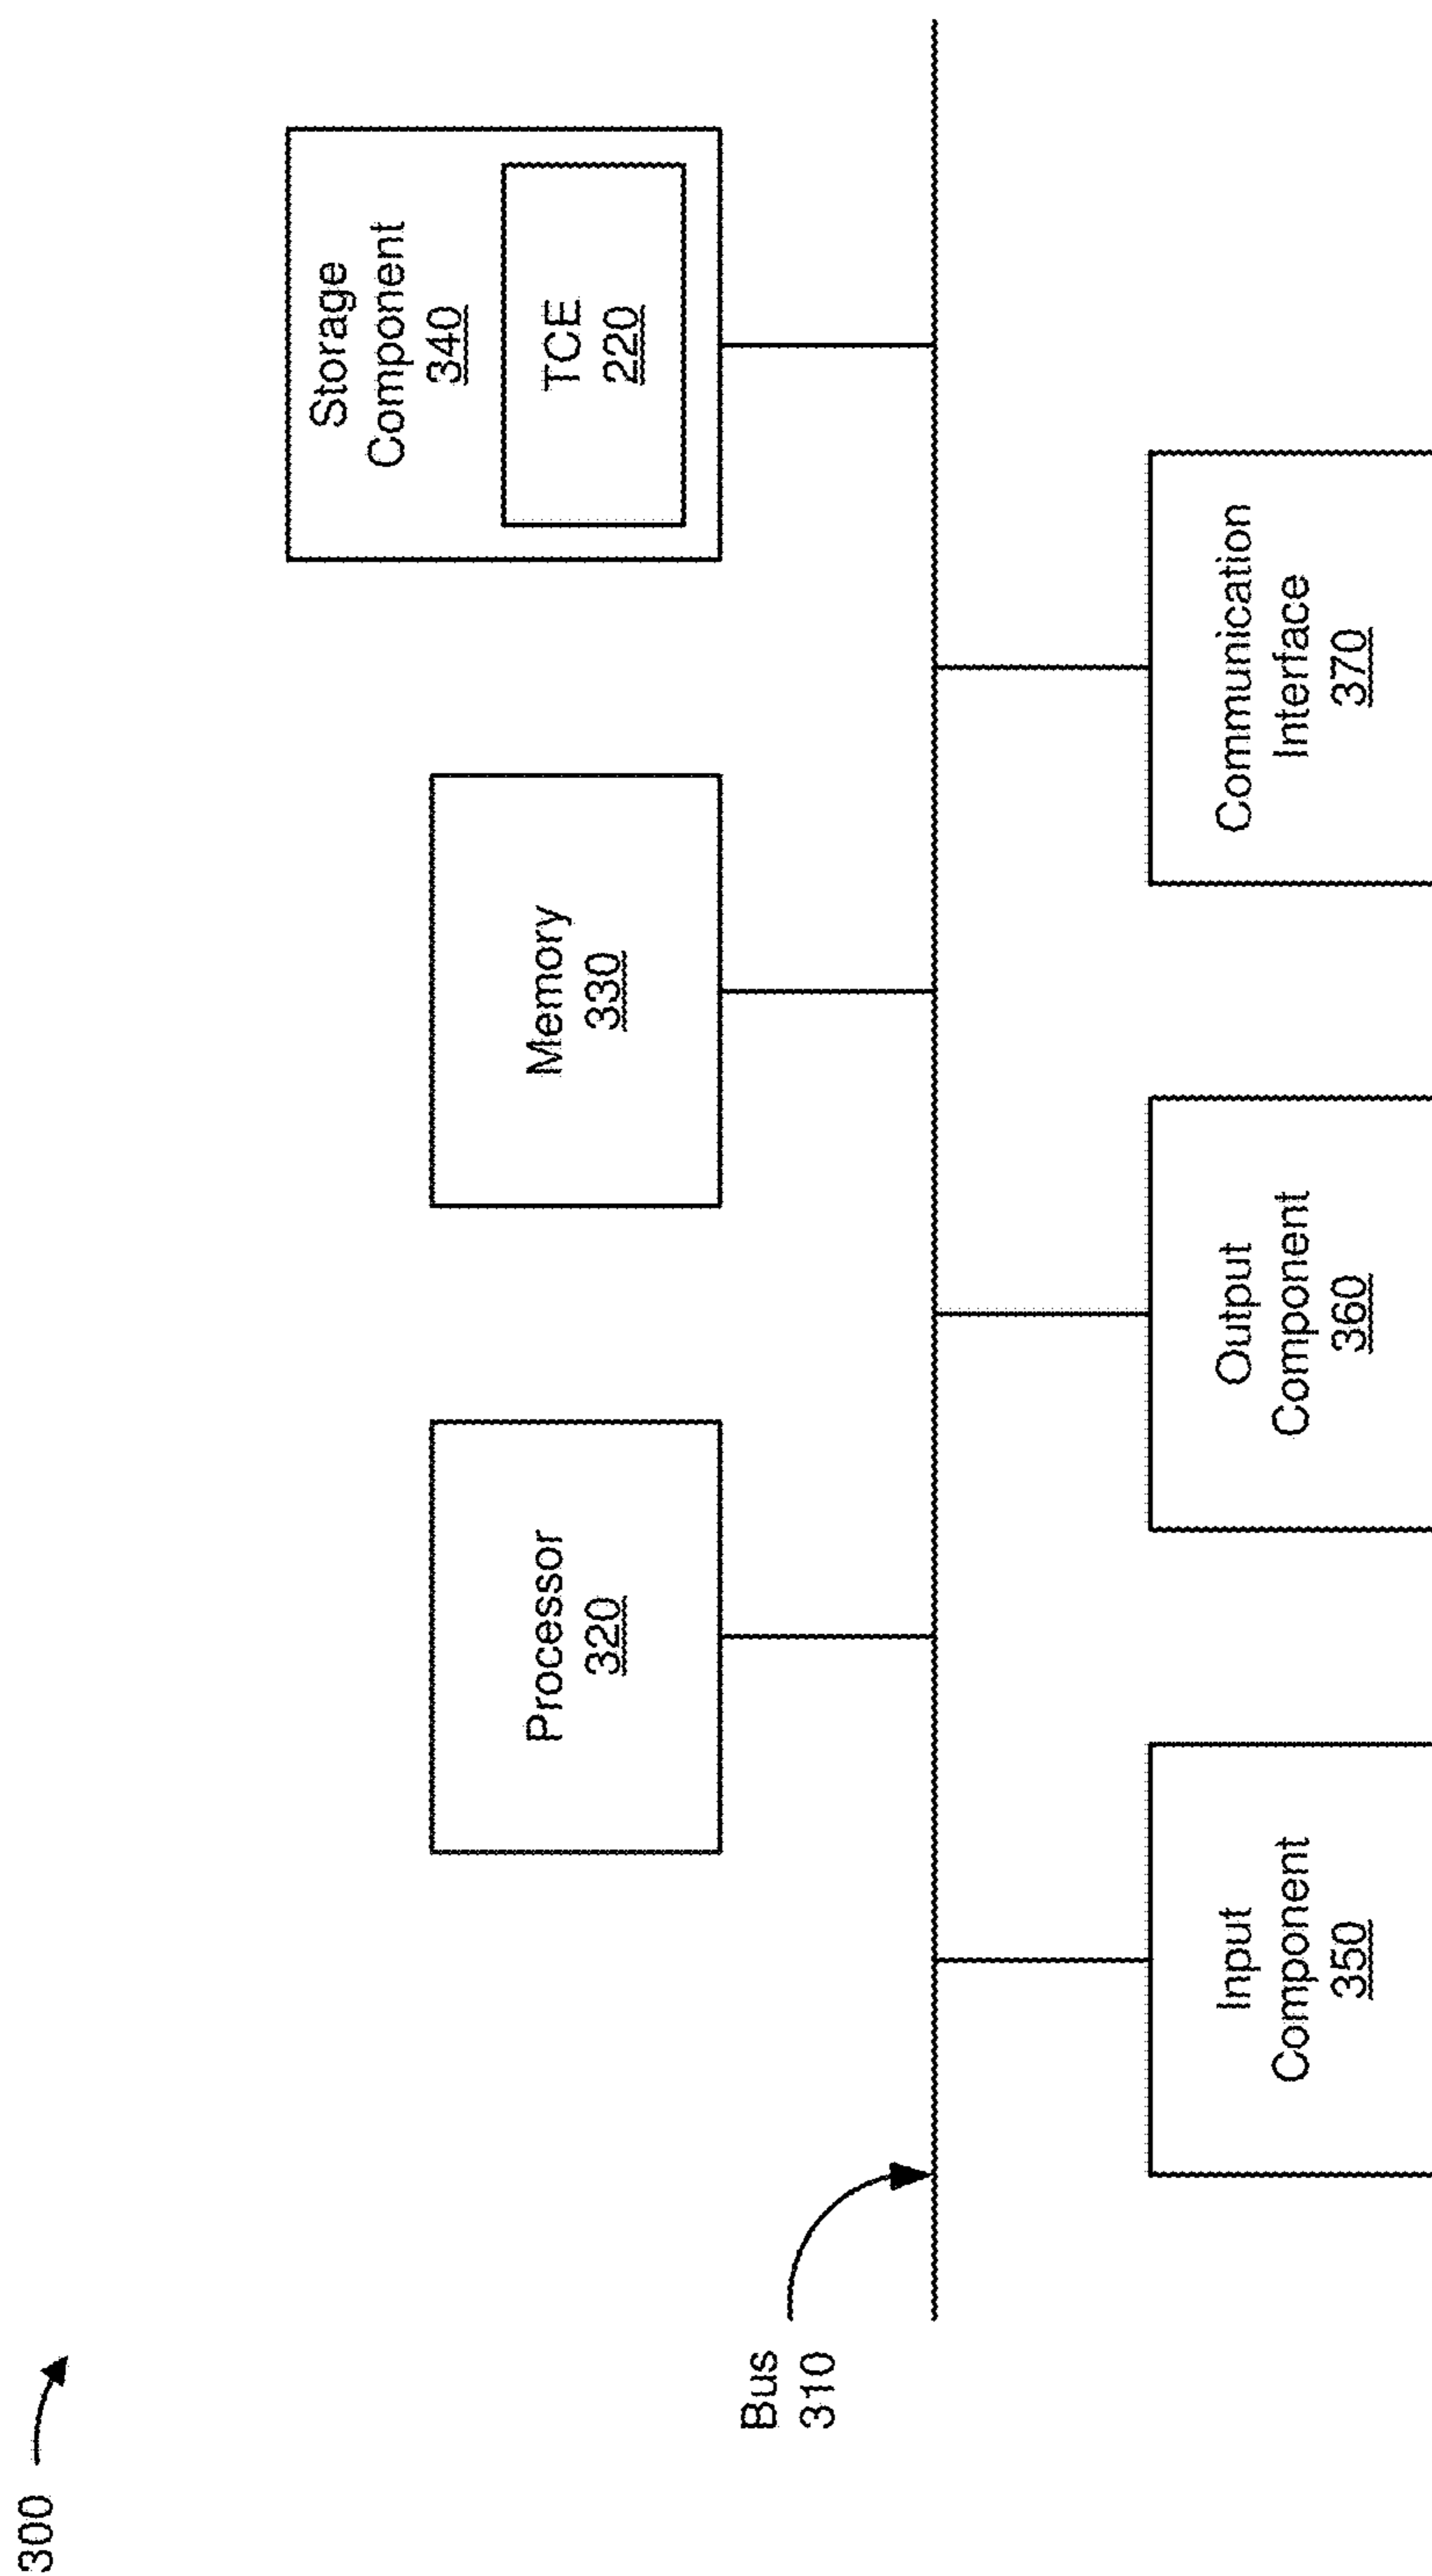 300
Processor
320
Memory
330
Storage
Component
340
TCE
220
Bus
310
Input
Component
350
Output
Component
360
Communication
Interface
370